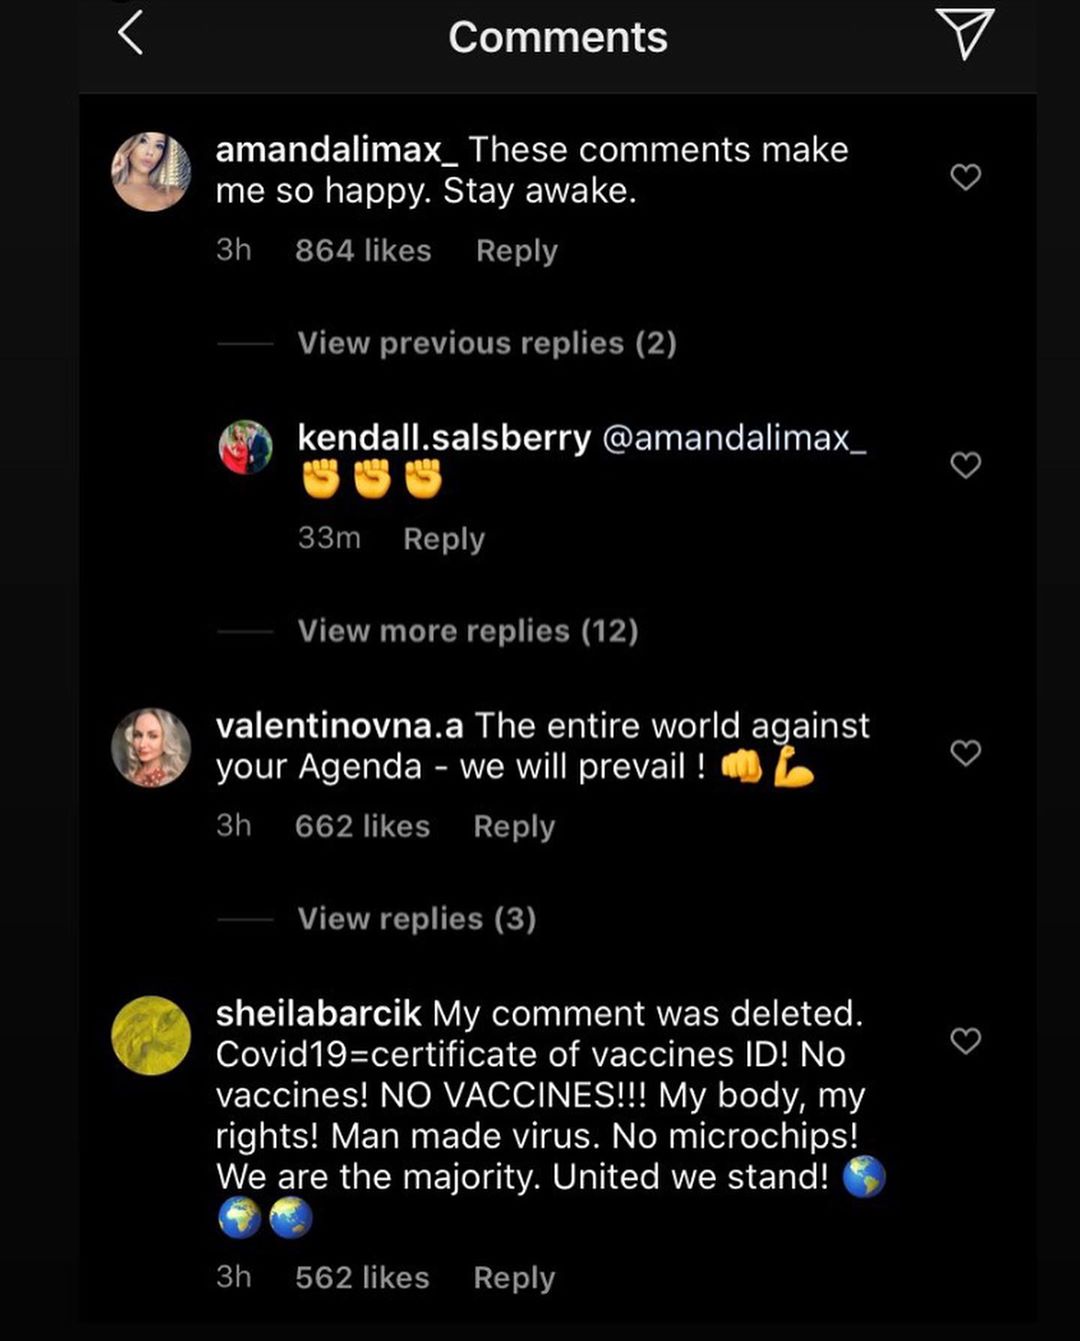 Comments
amandalimax_ These comments make
me so happy. Stay awake.
3h 864 likes Reply
View previous replies (2)
kendall.salsberry @amandalimax_
✊✊✊
33m Reply
View more replies (12)
valentinovna.a The entire world against
your Agenda - we will prevail ! 👊💪
3h 662 likes Reply
View replies (3)
sheilabarcik My comment was deleted.
Covid19=certificate of vaccines ID! No
vaccines! NO VACCINES!!! My body, my
rights! Man made virus. No microchips!
We are the majority. United we stand! 🌎
🌍🌏
3h 562 likes Reply